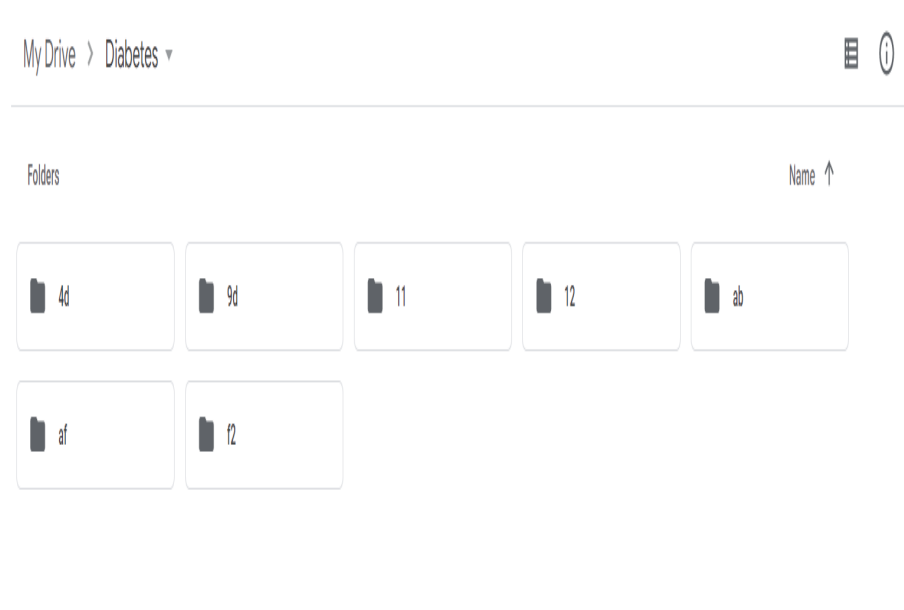 My Drive > Diabetes
Folders Name ↑
4d 9d 11 12 ab
af f2